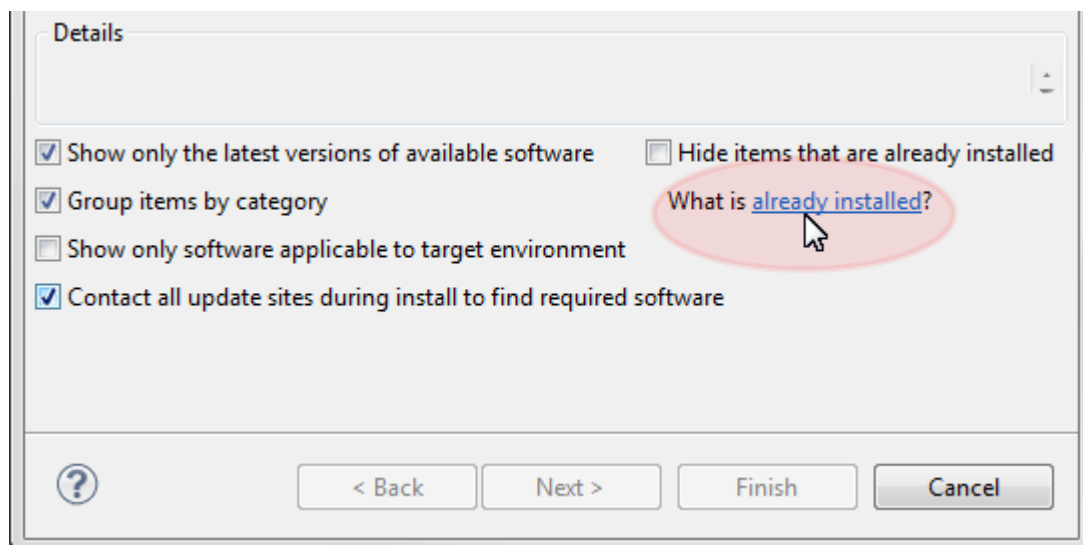 Details
Show only the latest versions of available software
Hide items that are already installed
Group items by category
What is already installed?
Show only software applicable to target environment
Contact all update sites during install to find required software
?
< Back
Next >
Finish
Cancel